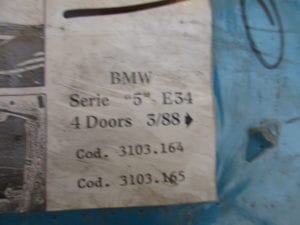 BMW
Serie "5" E34
4 Doors 3/88
Cod. 3103.164
Cod. 3103.165